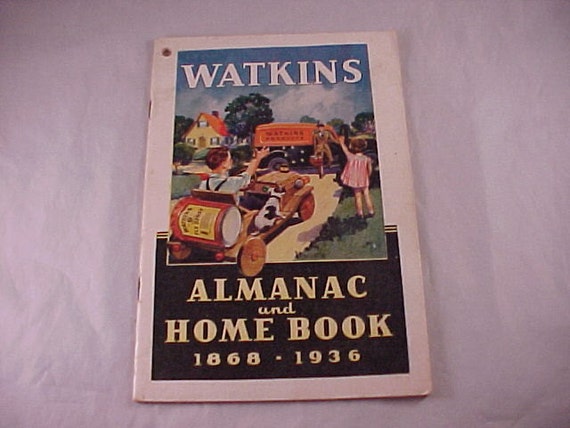 WATKINS
WATKINS
PRODUCTS
ALMANAC
and
HOME BOOK
1868 - 1936